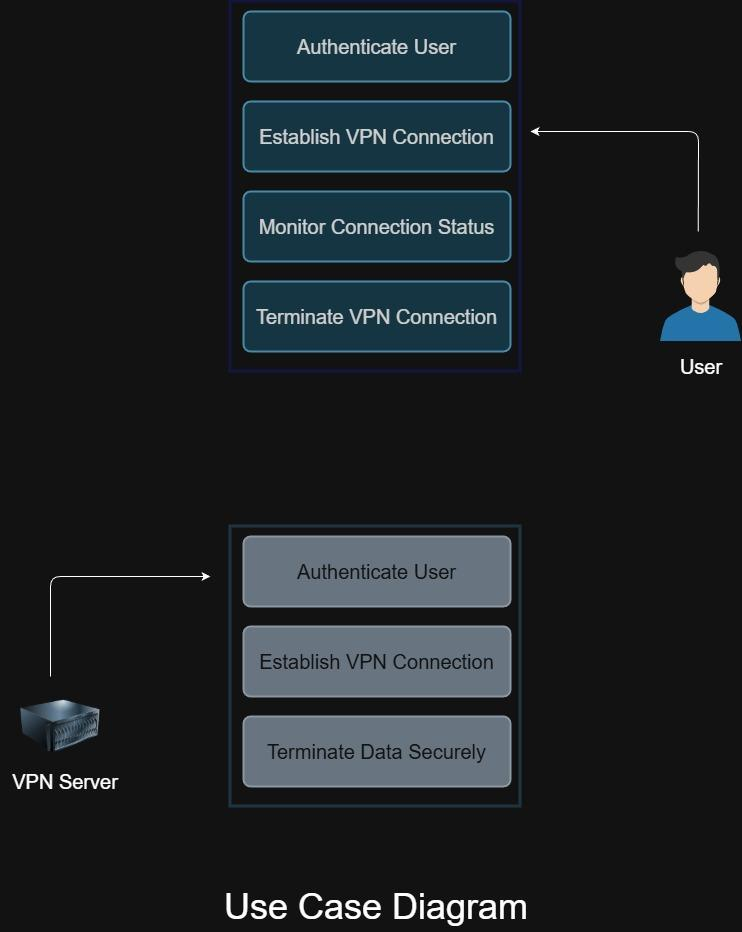 Authenticate User
Establish VPN Connection
Monitor Connection Status
Terminate VPN Connection
User
Authenticate User
Establish VPN Connection
Terminate Data Securely
VPN Server
Use Case Diagram